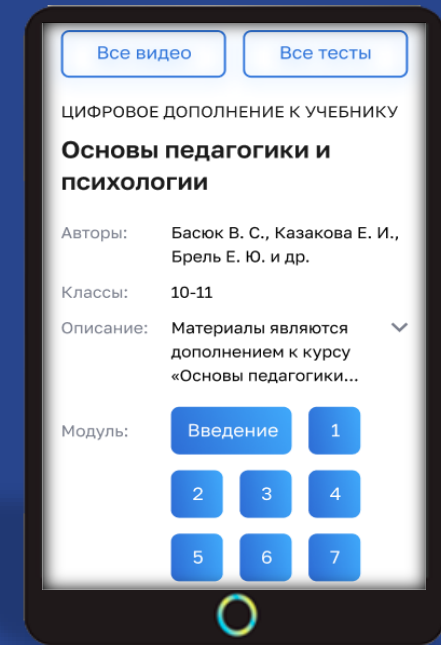 Все видео
Все тесты
ЦИФРОВОЕ ДОПОЛНЕНИЕ К УЧЕБНИКУ
Основы педагогики и
психологии
Авторы: Басюк В. С., Казакова Е. И.,
Брель Е. Ю. и др.
Классы: 10-11
Описание: Материалы являются
дополнением к курсу
«Основы педагогики...
Модуль: Введение 1
2 3 4
5 6 7